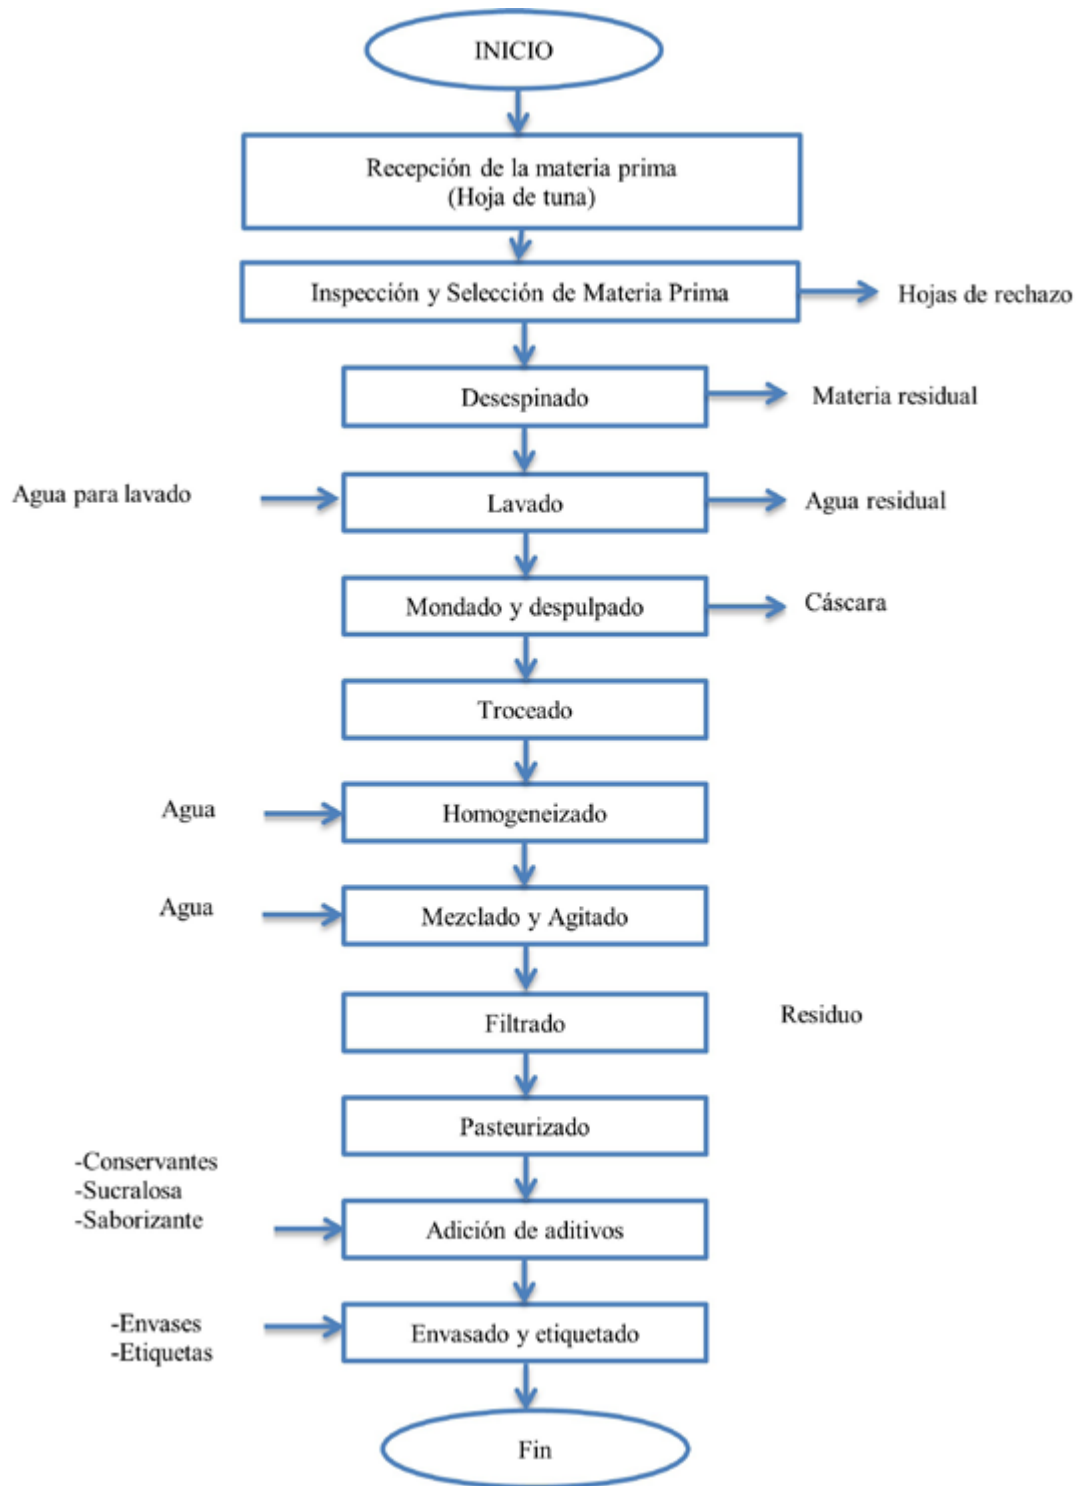 INICIO
Recepción de la materia prima
(Hoja de tuna)
Inspección y Selección de Materia Prima
Hojas de rechazo
Desespinado
Materia residual
Agua para lavado
Lavado
Agua residual
Mondado y despulpado
Cáscara
Troceado
Agua
Homogeneizado
Agua
Mezclado y Agitado
Filtrado
Residuo
Pasteurizado
-Conservantes
-Sucralosa
-Saborizante
Adición de aditivos
-Envases
-Etiquetas
Envasado y etiquetado
Fin